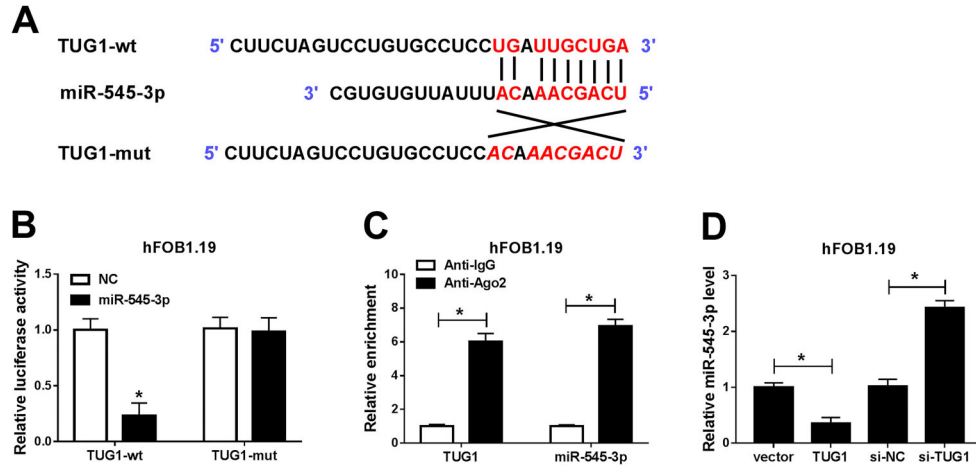 A
TUG1-wt 5' CUUCUAGUCCUGUGCCUCCUGAUUGCUGA 3'
miR-545-3p 3' CGUGUGUUAUUUACAAACGACU 5'
TUG1-mut 5' CUUCUAGUCCUGUGCCUCCACAAACGACU 3'
B
hFOB1.19
Relative luciferase activity
1.5
1.0
0.5
0.0
NC
miR-545-3p
*
TUG1-wt TUG1-mut
C
hFOB1.19
Relative enrichment
10
8
6
4
2
0
Anti-IgG
Anti-Ago2
* *
TUG1 miR-545-3p
D
hFOB1.19
Relative miR-545-3p level
3
2
1
0
* *
vector TUG1 si-NC si-TUG1